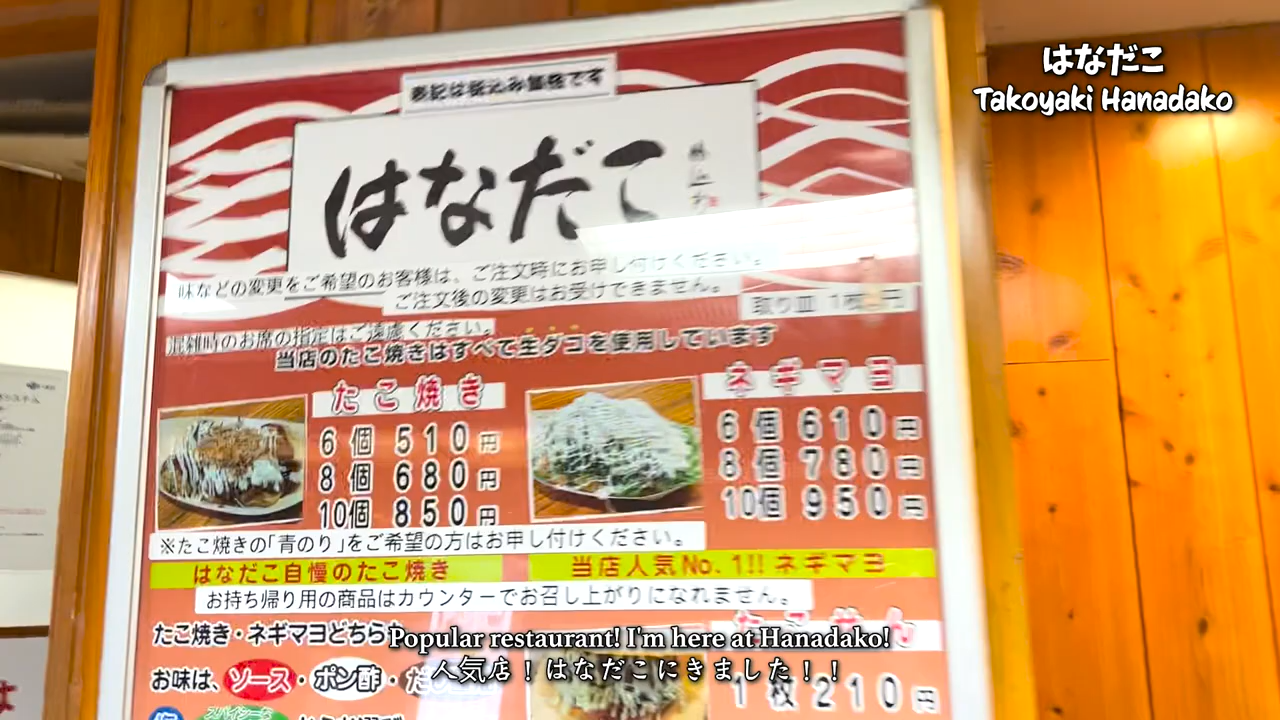 はなだこ
Takoyaki Hanadako
表記は税込み価格です
はなだこ
味などの変更をご希望のお客様は、ご注文時にお申し付けください。
ご注文後の変更はお受けできません。
取り皿 1枚 円
混雑時のお席の指定はご遠慮ください。
当店のたこ焼きはすべて生ダコを使用しています
たこ焼き
6個 510円
8個 680円
10個 850円
ネギマヨ
6個 610円
8個 780円
10個 950円
※たこ焼きの「青のり」をご希望の方はお申し付けください。
はなだこ自慢のたこ焼き
当店人気No.1!! ネギマヨ
お持ち帰り用の商品はカウンターでお召し上がりになれません。
たこ焼き・ネギマヨどちらも
たこせん
1枚210円
お味は、ソース・ポン酢・
スパイシーな
Popular restaurant! I'm here at Hanadako!
人気店！はなだこにきました！！